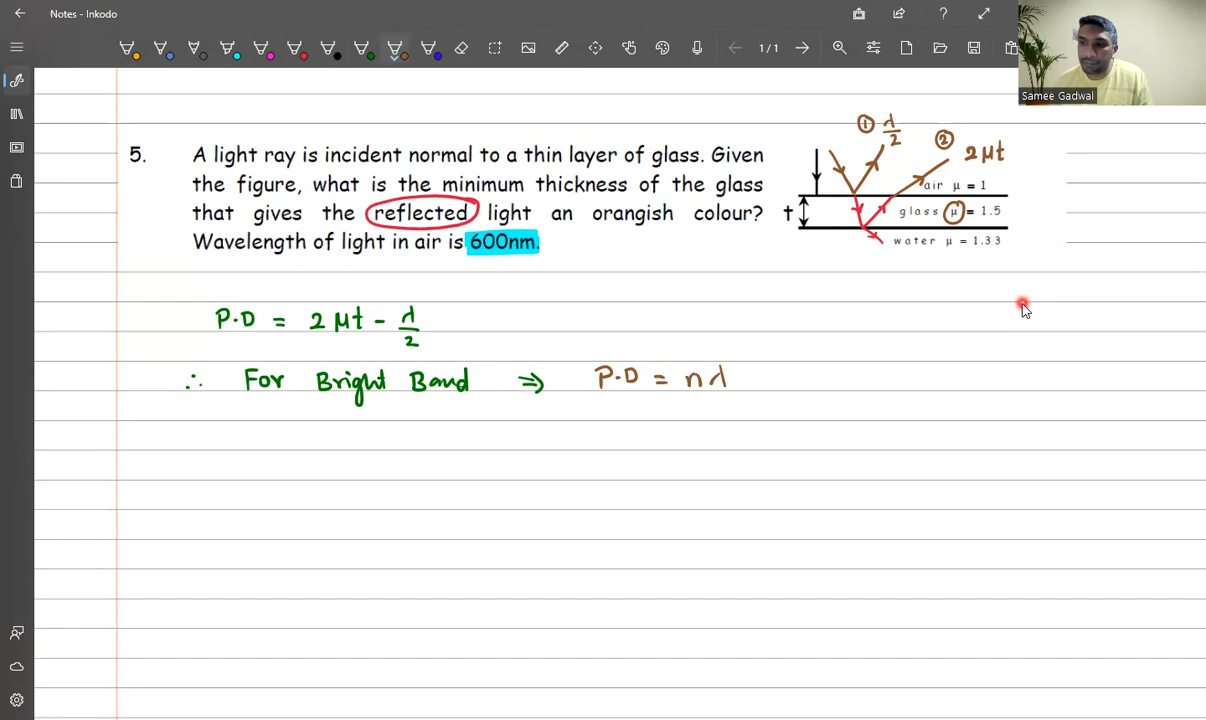 Notes - Inkodo
1/1
Samee Gadwal
5. A light ray is incident normal to a thin layer of glass. Given
the figure, what is the minimum thickness of the glass
that gives the reflected light an orangish colour?
Wavelength of light in air is 600nm.
① λ/2
② 2μt
air μ = 1
t
glass μ = 1.5
water μ = 1.33
P.D = 2μt - λ/2
∴ For Bright Band ⇒ P.D = nλ